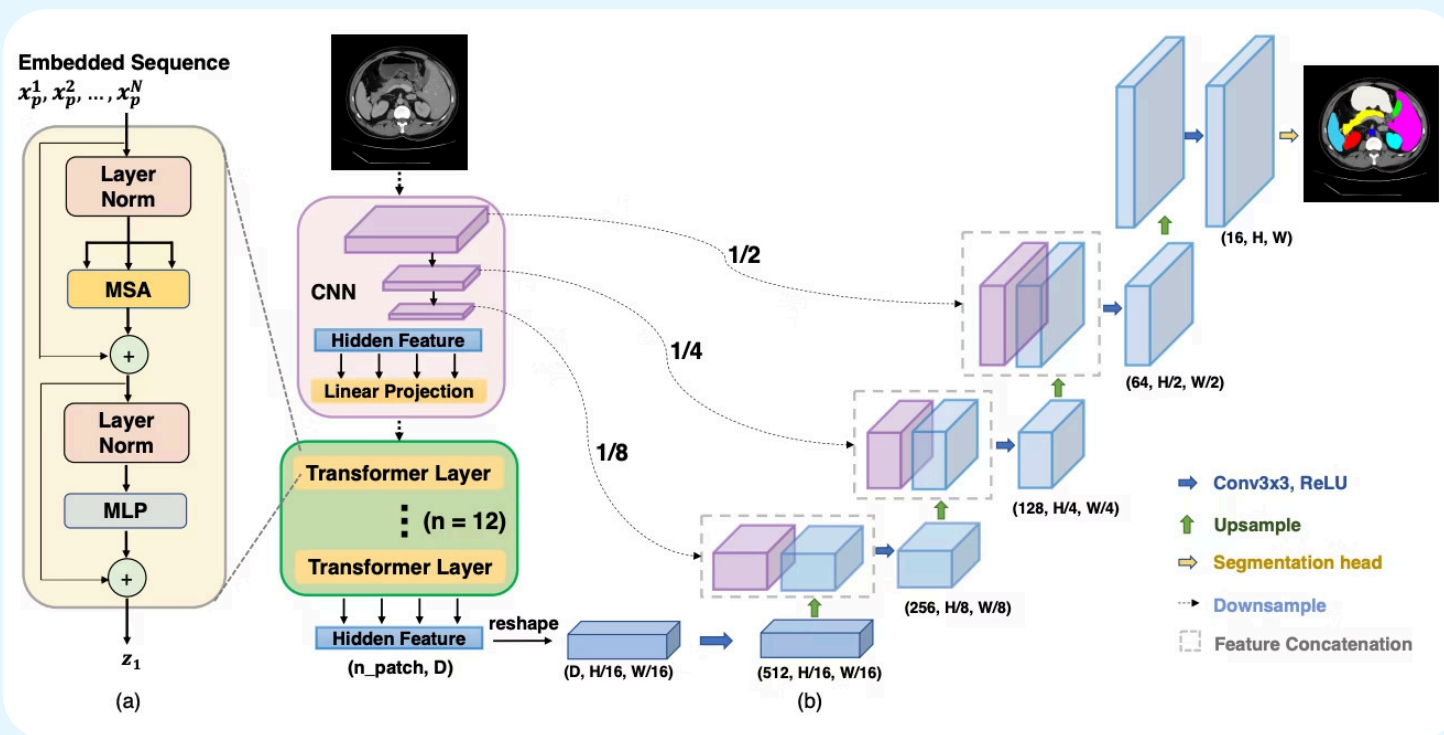 Embedded Sequence
x_p^1, x_p^2, ..., x_p^N
Layer
Norm
MSA
+
Layer
Norm
MLP
+
z_1
(a)
CNN
Hidden Feature
Linear Projection
Transformer Layer
(n = 12)
Transformer Layer
Hidden Feature
(n_patch, D)
reshape
(D, H/16, W/16)
(512, H/16, W/16)
(b)
1/2
1/4
1/8
(256, H/8, W/8)
(128, H/4, W/4)
(64, H/2, W/2)
(16, H, W)
Conv3x3, ReLU
Upsample
Segmentation head
Downsample
Feature Concatenation